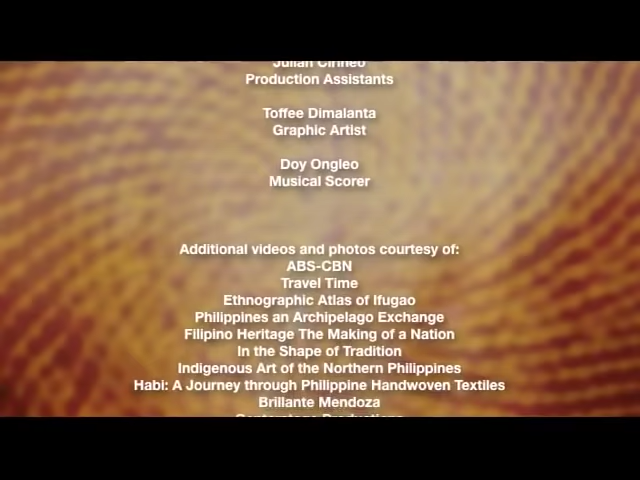 Julian Cirineo
Production Assistants
Toffee Dimalanta
Graphic Artist
Doy Ongleo
Musical Scorer
Additional videos and photos courtesy of:
ABS-CBN
Travel Time
Ethnographic Atlas of Ifugao
Philippines an Archipelago Exchange
Filipino Heritage The Making of a Nation
In the Shape of Tradition
Indigenous Art of the Northern Philippines
Habi: A Journey through Philippine Handwoven Textiles
Brillante Mendoza